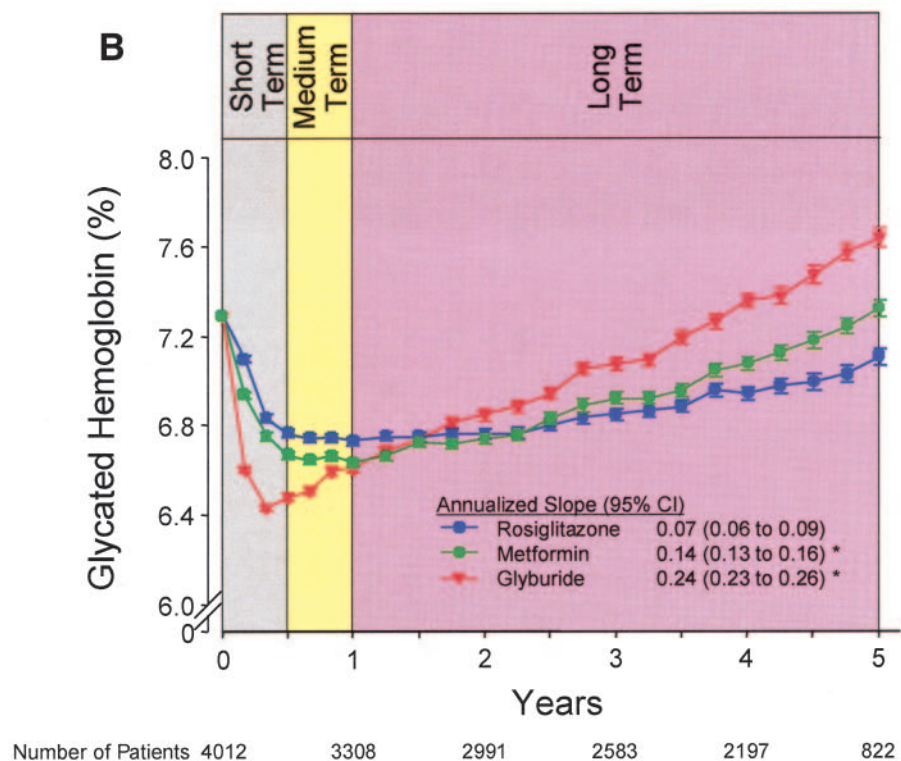 B
Short
Term
Medium
Term
Long
Term
Glycated Hemoglobin (%)
8.0
7.6
7.2
6.8
6.4
6.0
0
Annualized Slope (95% CI)
Rosiglitazone 0.07 (0.06 to 0.09)
Metformin 0.14 (0.13 to 0.16) *
Glyburide 0.24 (0.23 to 0.26) *
0 1 2 3 4 5
Years
Number of Patients 4012 3308 2991 2583 2197 822